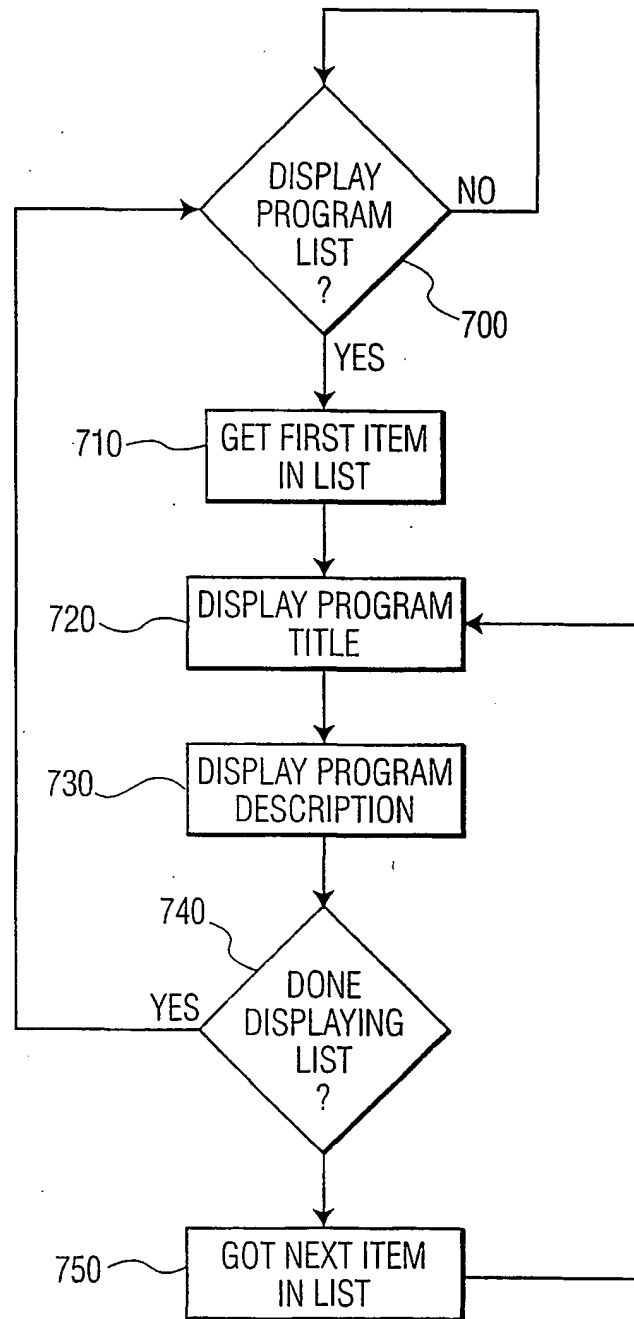 DISPLAY
PROGRAM
LIST
?
NO
700
YES
710
GET FIRST ITEM
IN LIST
720
DISPLAY PROGRAM
TITLE
730
DISPLAY PROGRAM
DESCRIPTION
740
YES
DONE
DISPLAYING
LIST
?
750
GOT NEXT ITEM
IN LIST